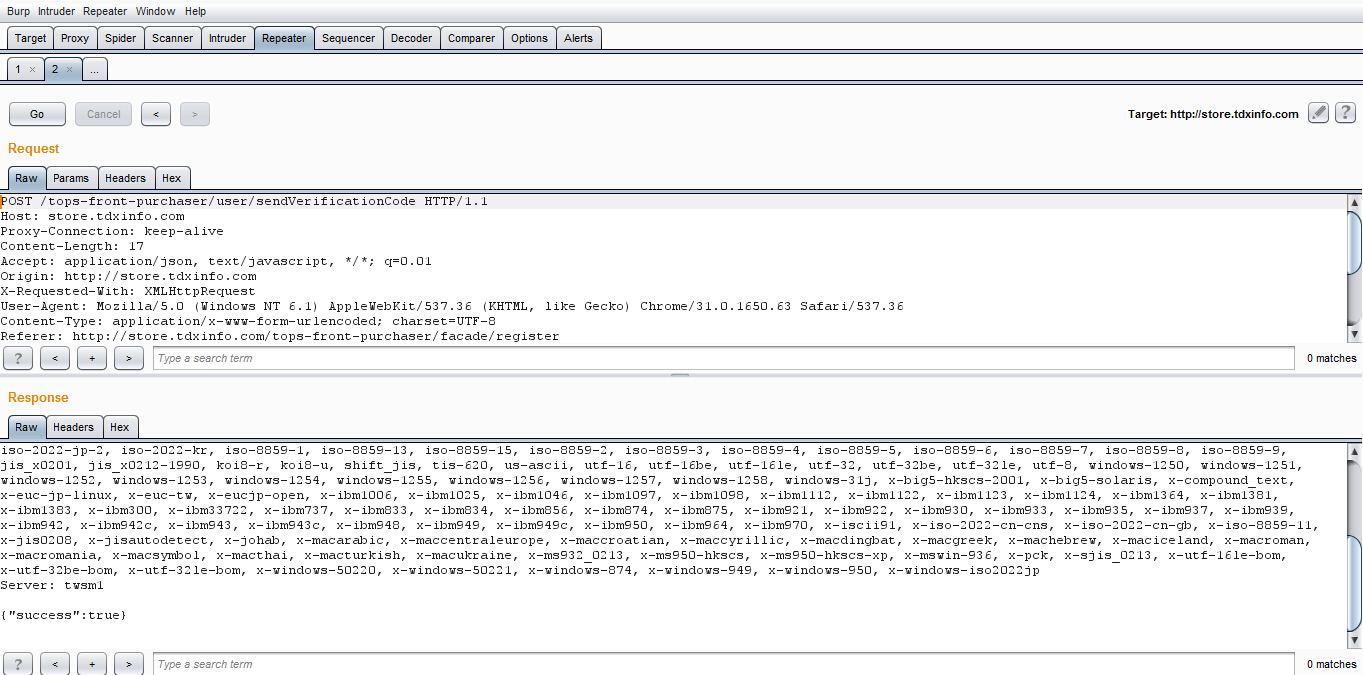 Burp Intruder Repeater Window Help
Target Proxy Spider Scanner Intruder Repeater Sequencer Decoder Comparer Options Alerts
1 × 2 × ...
Go Cancel < > Target: http://store.tdxinfo.com ?
Request
Raw Params Headers Hex
POST /tops-front-purchaser/user/sendVerificationCode HTTP/1.1
Host: store.tdxinfo.com
Proxy-Connection: keep-alive
Content-Length: 17
Accept: application/json, text/javascript, */*; q=0.01
Origin: http://store.tdxinfo.com
X-Requested-With: XMLHttpRequest
User-Agent: Mozilla/5.0 (Windows NT 6.1) AppleWebKit/537.36 (KHTML, like Gecko) Chrome/31.0.1650.63 Safari/537.36
Content-Type: application/x-www-form-urlencoded; charset=UTF-8
Referer: http://store.tdxinfo.com/tops-front-purchaser/facade/register
? < + > Type a search term 0 matches
Response
Raw Headers Hex
iso-2022-jp-2, iso-2022-kr, iso-8859-1, iso-8859-13, iso-8859-15, iso-8859-2, iso-8859-3, iso-8859-4, iso-8859-5, iso-8859-6, iso-8859-7, iso-8859-8, iso-8859-9,
jis_x0201, jis_x0212-1990, koi8-r, koi8-u, shift_jis, tis-620, us-ascii, utf-16, utf-16be, utf-16le, utf-32, utf-32be, utf-32le, utf-8, windows-1250, windows-1251,
windows-1252, windows-1253, windows-1254, windows-1255, windows-1256, windows-1257, windows-1258, windows-31j, x-big5-hkscs-2001, x-big5-solaris, x-compound_text,
x-euc-jp-linux, x-euc-tw, x-eucjp-open, x-ibm1006, x-ibm1025, x-ibm1046, x-ibm1097, x-ibm1098, x-ibm1112, x-ibm1122, x-ibm1123, x-ibm1124, x-ibm1364, x-ibm1381,
x-ibm1383, x-ibm300, x-ibm33722, x-ibm737, x-ibm833, x-ibm834, x-ibm856, x-ibm874, x-ibm875, x-ibm921, x-ibm922, x-ibm930, x-ibm933, x-ibm935, x-ibm937, x-ibm939,
x-ibm942, x-ibm942c, x-ibm943, x-ibm943c, x-ibm948, x-ibm949, x-ibm949c, x-ibm950, x-ibm964, x-ibm970, x-iscii91, x-iso-2022-cn-cns, x-iso-2022-cn-gb, x-iso-8859-11,
x-jis0208, x-jisautodetect, x-johab, x-macarabic, x-maccentraleurope, x-maccroatian, x-maccyrillic, x-macdingbat, x-macgreek, x-machebrew, x-maciceland, x-macroman,
x-macromania, x-macsymbol, x-macthai, x-macturkish, x-macukraine, x-ms932_0213, x-ms950-hkscs, x-ms950-hkscs-xp, x-mswin-936, x-pck, x-sjis_0213, x-utf-16le-bom,
x-utf-32be-bom, x-utf-32le-bom, x-windows-50220, x-windows-50221, x-windows-874, x-windows-949, x-windows-950, x-windows-iso2022jp
Server: twsm1
{"success":true}
? < + > Type a search term 0 matches